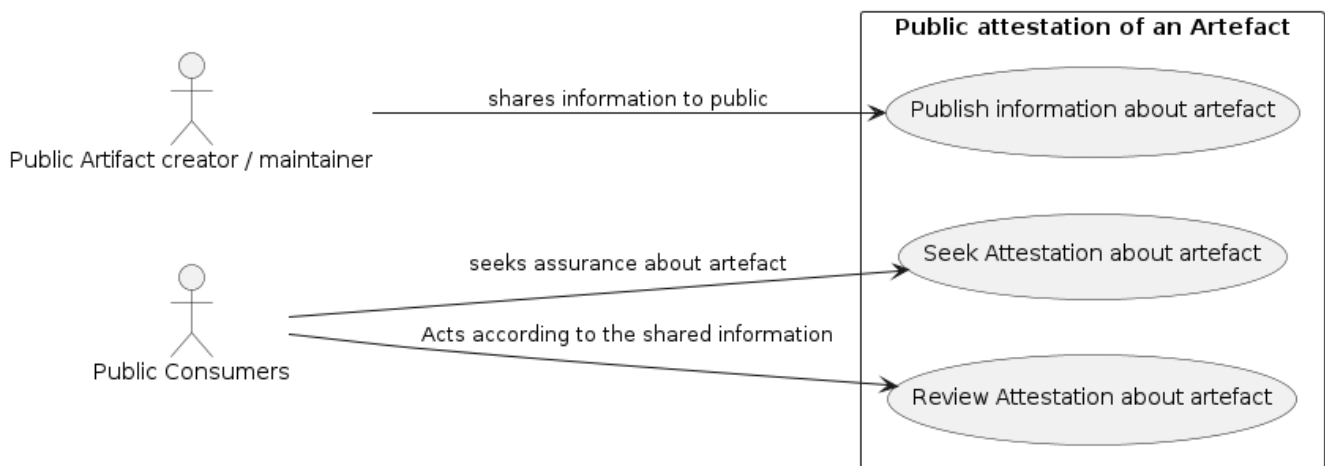 Public attestation of an Artefact
shares information to public
Publish information about artefact
Public Artifact creator / maintainer
seeks assurance about artefact
Seek Attestation about artefact
Acts according to the shared information
Public Consumers
Review Attestation about artefact